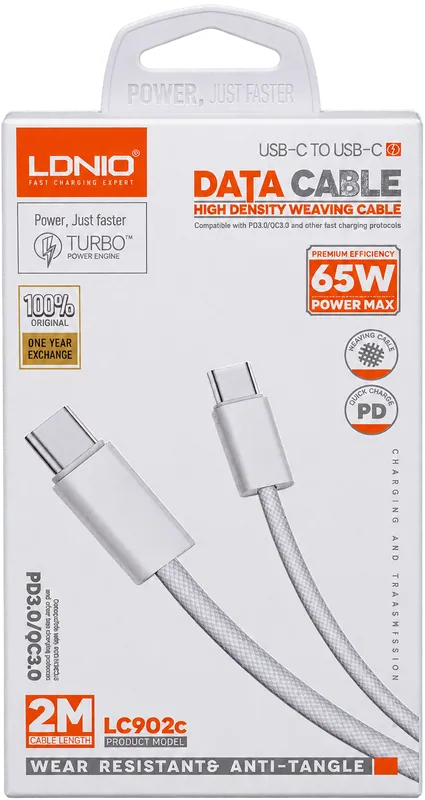 POWER, JUST FASTER
LDNIO®
FAST CHARGING EXPERT
USB-C TO USB-C
DATA CABLE
HIGH DENSITY WEAVING CABLE
Compatible with PD3.0/QC3.0 and other fast charging protocols
Power, Just faster
TURBO™
POWER ENGINE
PREMIUM EFFICIENCY
65W
POWER MAX
100%
ORIGINAL
ONE YEAR
EXCHANGE
WEAVING CABLE
QUICK CHARGE
PD
CHARGING AND TRAASMFSSION
PD3.0/QC3.0
2M
CABLE LENGTH
LC902c
PRODUCT MODEL
WEAR RESISTANT& ANTI-TANGLE